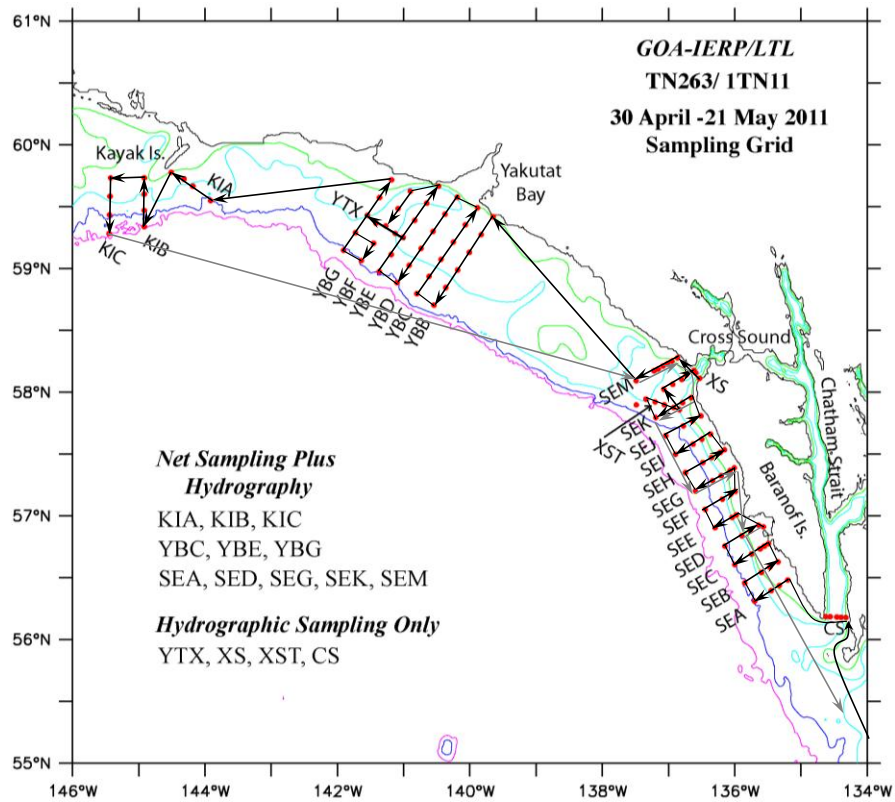 61°N
60°N
59°N
58°N
57°N
56°N
55°N
146°W
144°W
142°W
140°W
138°W
136°W
134°W
GOA-IERP/LTL
TN263/ 1TN11
30 April -21 May 2011
Sampling Grid
Kayak Is.
KIA
KIB
KIC
Yakutat
Bay
YTX
YBG
YBF
YBE
YBD
YBC
YBB
Cross Sound
XS
SEM
XST
SEK
SEJ
SEI
SEH
SEG
SEF
SEE
SED
SEC
SEB
SEA
Chatham Strait
Baranof Is.
CS
Net Sampling Plus
Hydrography
KIA, KIB, KIC
YBC, YBE, YBG
SEA, SED, SEG, SEK, SEM
Hydrographic Sampling Only
YTX, XS, XST, CS